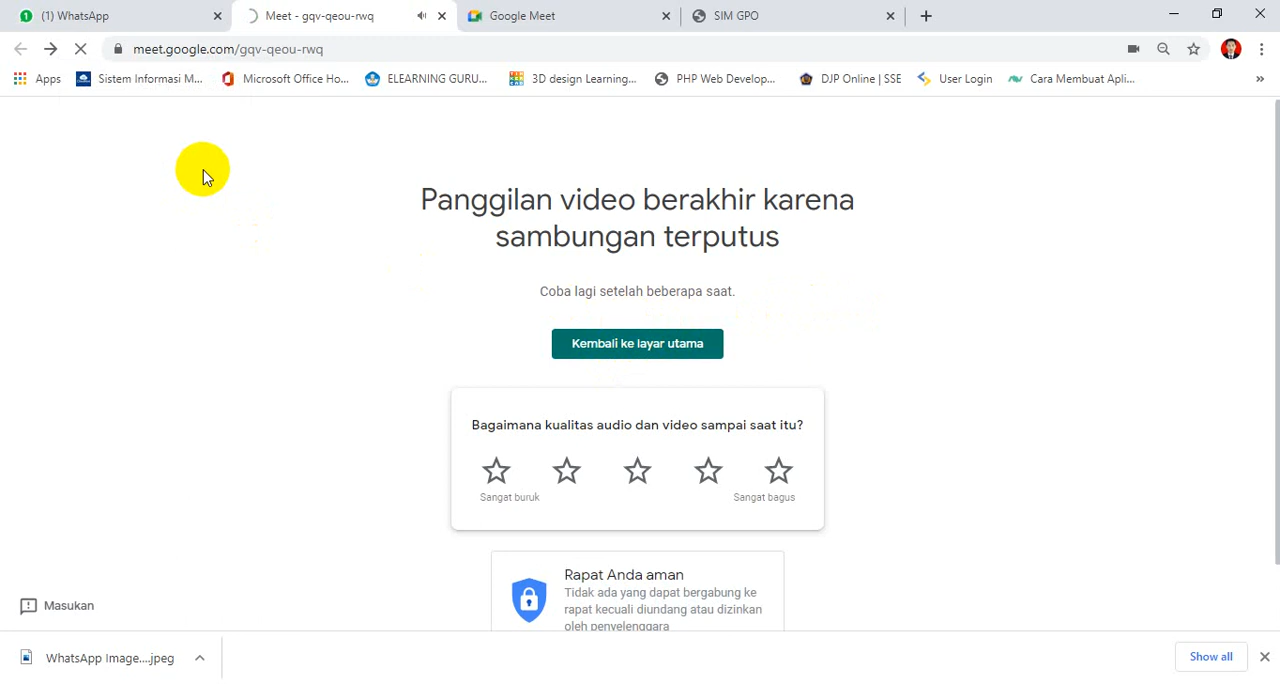 (1) WhatsApp
Meet - gqv-qeou-rwq
Google Meet
SIM GPO
meet.google.com/gqv-qeou-rwq
Apps
Sistem Informasi M...
Microsoft Office Ho...
ELEARNING GURU...
3D design Learning...
PHP Web Develop...
DJP Online | SSE
User Login
Cara Membuat Apli...
»
Panggilan video berakhir karena
sambungan terputus
Coba lagi setelah beberapa saat.
Kembali ke layar utama
Bagaimana kualitas audio dan video sampai saat itu?
Sangat buruk
Sangat bagus
Rapat Anda aman
Tidak ada yang dapat bergabung ke
rapat kecuali diundang atau diizinkan
oleh penyelenggara
Masukan
WhatsApp Image....jpeg
Show all